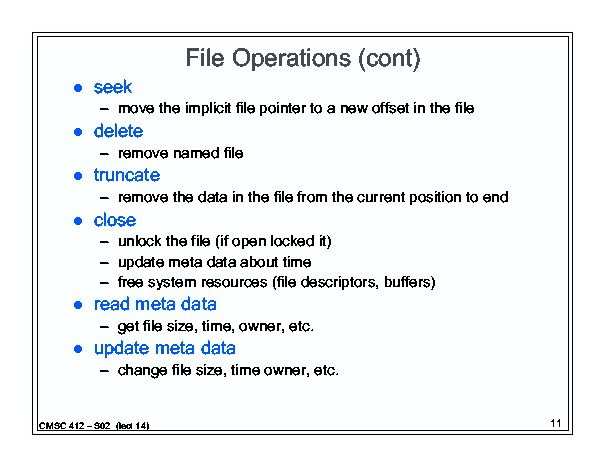 File Operations (cont)
● seek
– move the implicit file pointer to a new offset in the file
● delete
– remove named file
● truncate
– remove the data in the file from the current position to end
● close
– unlock the file (if open locked it)
– update meta data about time
– free system resources (file descriptors, buffers)
● read meta data
– get file size, time, owner, etc.
● update meta data
– change file size, time owner, etc.
CMSC 412 – S02 (lect 14)
11